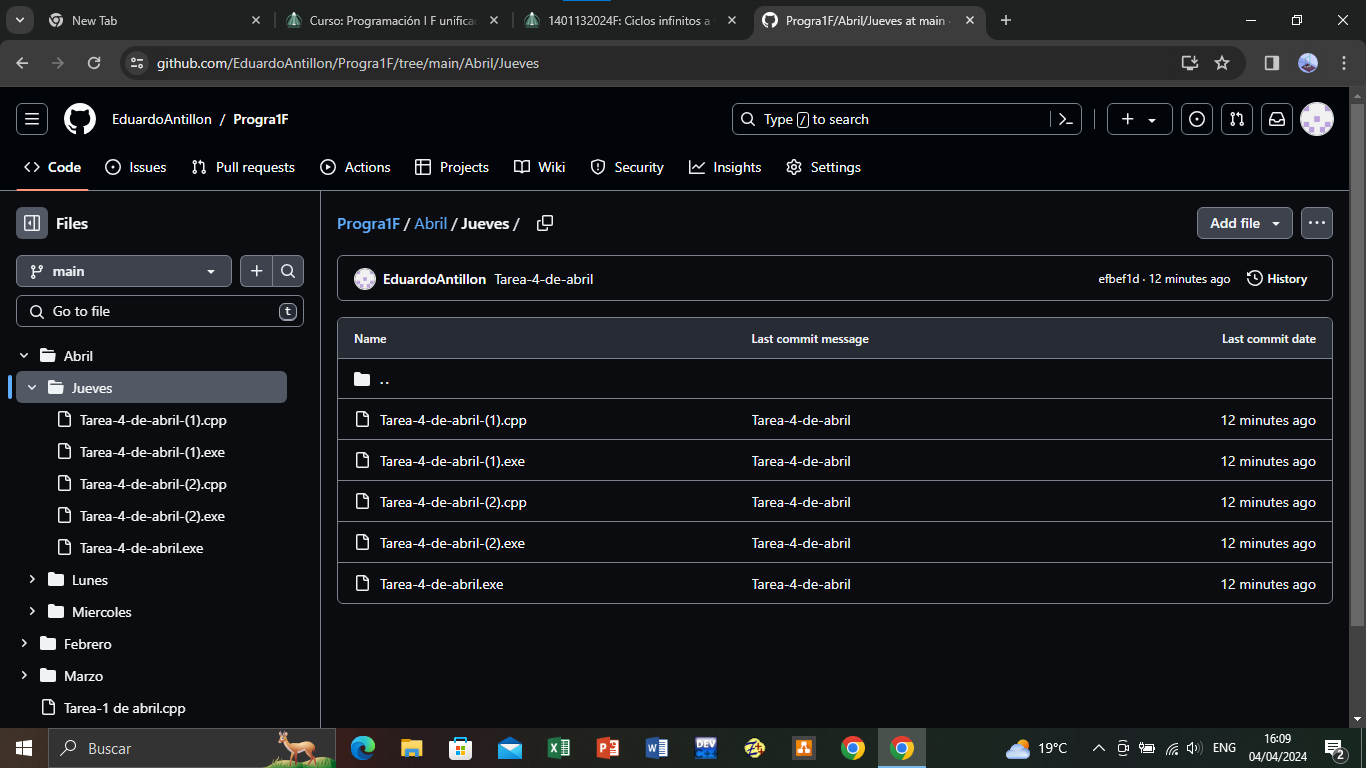 New Tab
Curso: Programación I F unifica
1401132024F: Ciclos infinitos a
Progra1F/Abril/Jueves at main
github.com/EduardoAntillon/Progra1F/tree/main/Abril/Jueves
EduardoAntillon / Progra1F
Type / to search
Code
Issues
Pull requests
Actions
Projects
Wiki
Security
Insights
Settings
Files
main
Go to file
t
Abril
Jueves
Tarea-4-de-abril-(1).cpp
Tarea-4-de-abril-(1).exe
Tarea-4-de-abril-(2).cpp
Tarea-4-de-abril-(2).exe
Tarea-4-de-abril.exe
Lunes
Miercoles
Febrero
Marzo
Tarea-1 de abril.cpp
Progra1F / Abril / Jueves /
Add file
EduardoAntillon Tarea-4-de-abril
efbef1d · 12 minutes ago
History
Name Last commit message Last commit date
..
Tarea-4-de-abril-(1).cpp Tarea-4-de-abril 12 minutes ago
Tarea-4-de-abril-(1).exe Tarea-4-de-abril 12 minutes ago
Tarea-4-de-abril-(2).cpp Tarea-4-de-abril 12 minutes ago
Tarea-4-de-abril-(2).exe Tarea-4-de-abril 12 minutes ago
Tarea-4-de-abril.exe Tarea-4-de-abril 12 minutes ago
Buscar
DEV
19°C
ENG
16:09
04/04/2024
2